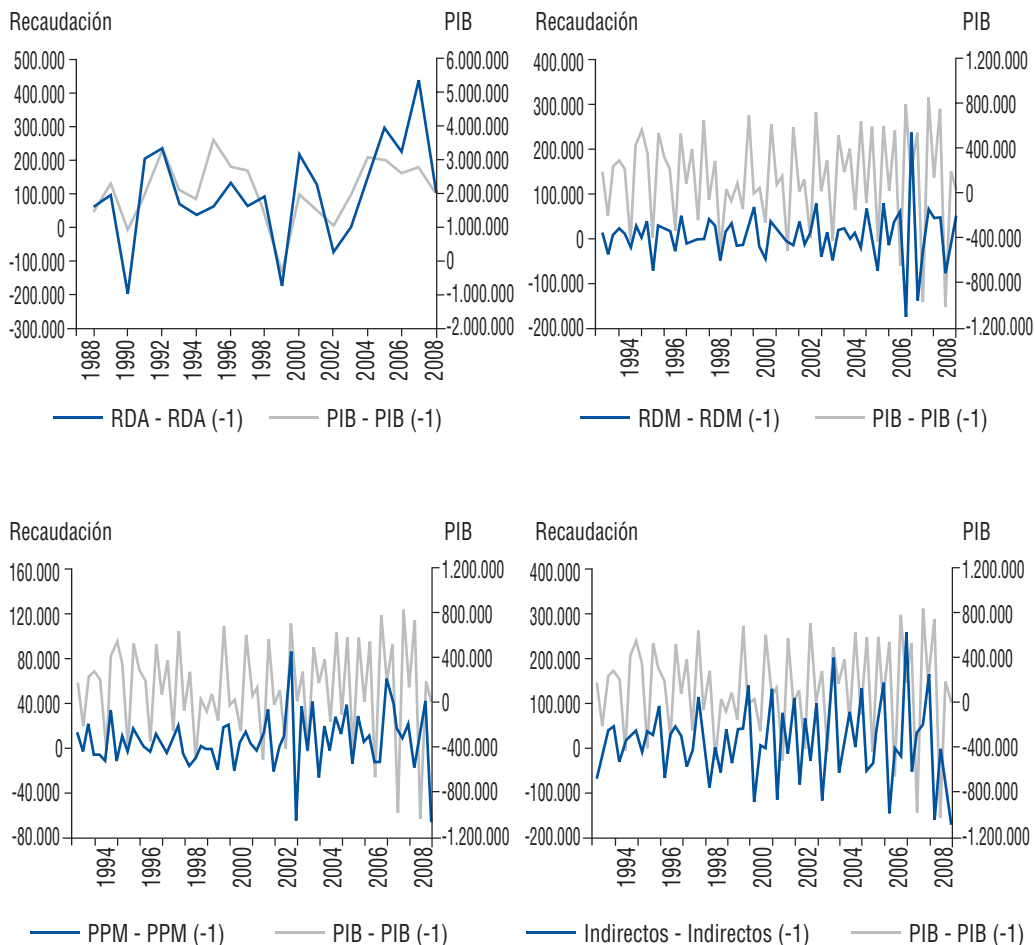 Recaudación PIB
500.000 6.000.000
400.000 5.000.000
300.000 4.000.000
200.000 3.000.000
100.000 2.000.000
0 1.000.000
-100.000 0
-200.000 -1.000.000
-300.000 -2.000.000
1988 1990 1992 1994 1996 1998 2000 2002 2004 2006 2008
RDA - RDA (-1) PIB - PIB (-1)
Recaudación PIB
400.000 1.200.000
300.000 800.000
200.000 400.000
100.000 0
0 -400.000
-100.000 -800.000
-200.000 -1.200.000
1994 1996 1998 2000 2002 2004 2006 2008
RDM - RDM (-1) PIB - PIB (-1)
Recaudación PIB
160.000 1.200.000
120.000 800.000
80.000 400.000
40.000 0
0 -400.000
-40.000 -800.000
-80.000 -1.200.000
1994 1996 1998 2000 2002 2004 2006 2008
PPM - PPM (-1) PIB - PIB (-1)
Recaudación PIB
400.000 1.200.000
300.000 800.000
200.000 400.000
100.000 0
0 -400.000
-100.000 -800.000
-200.000 -1.200.000
1994 1996 1998 2000 2002 2004 2006 2008
Indirectos - Indirectos (-1) PIB - PIB (-1)